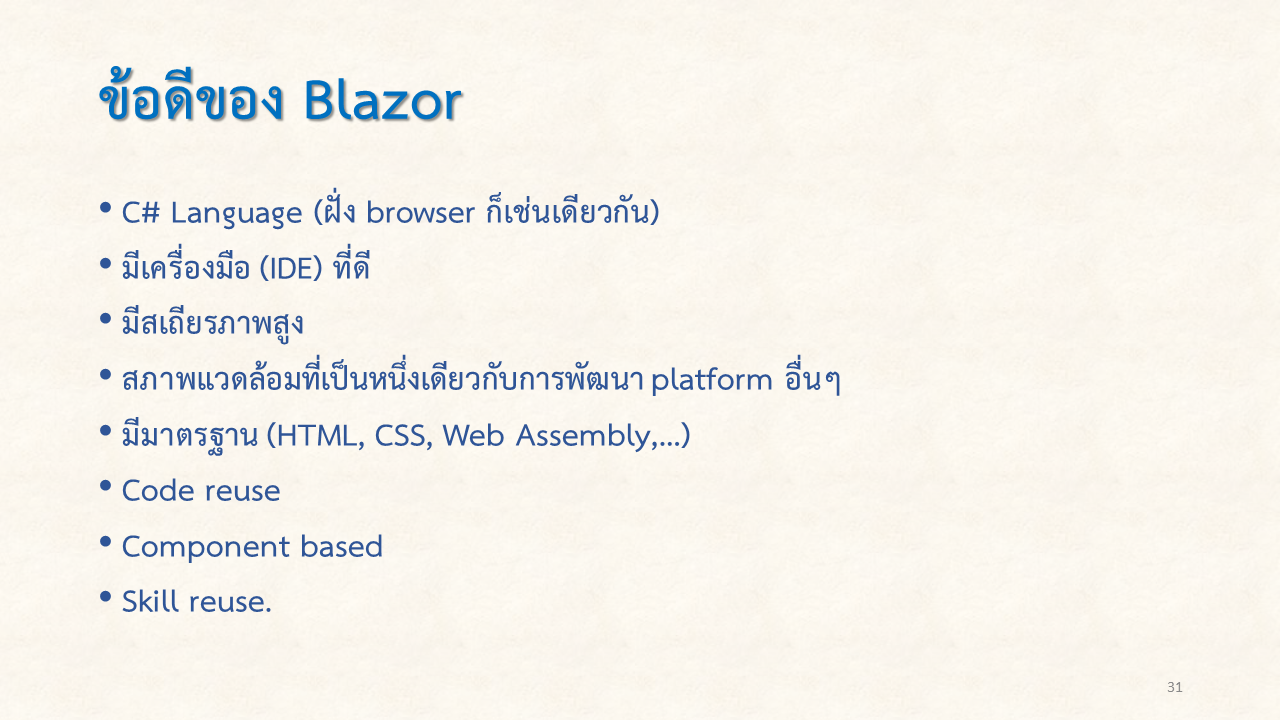 ข้อดีของ Blazor
• C# Language (ฝั่ง browser ก็เช่นเดียวกัน)
• มีเครื่องมือ (IDE) ที่ดี
• มีสเถียรภาพสูง
• สภาพแวดล้อมที่เป็นหนึ่งเดียวกับการพัฒนา platform อื่นๆ
• มีมาตรฐาน (HTML, CSS, Web Assembly,...)
• Code reuse
• Component based
• Skill reuse.
31